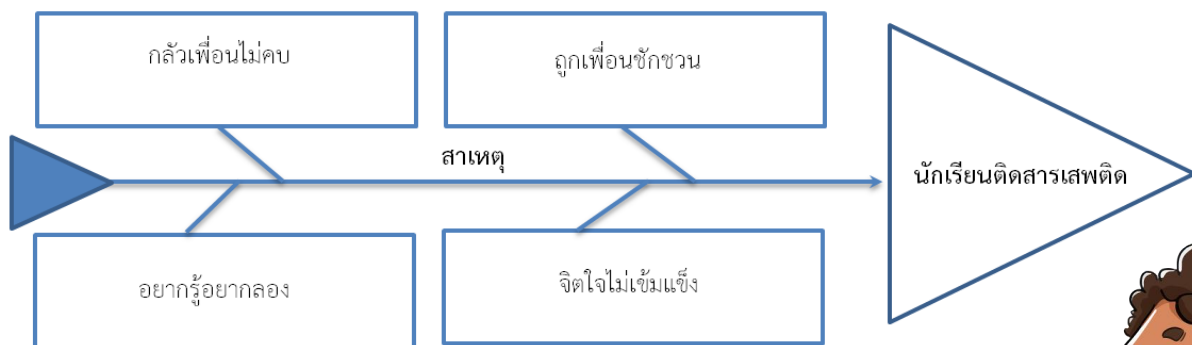 กลัวเพื่อนไม่คบ
ถูกเพื่อนชักชวน
สาเหตุ
นักเรียนติดสารเสพติด
อยากรู้อยากลอง
จิตใจไม่เข้มแข็ง